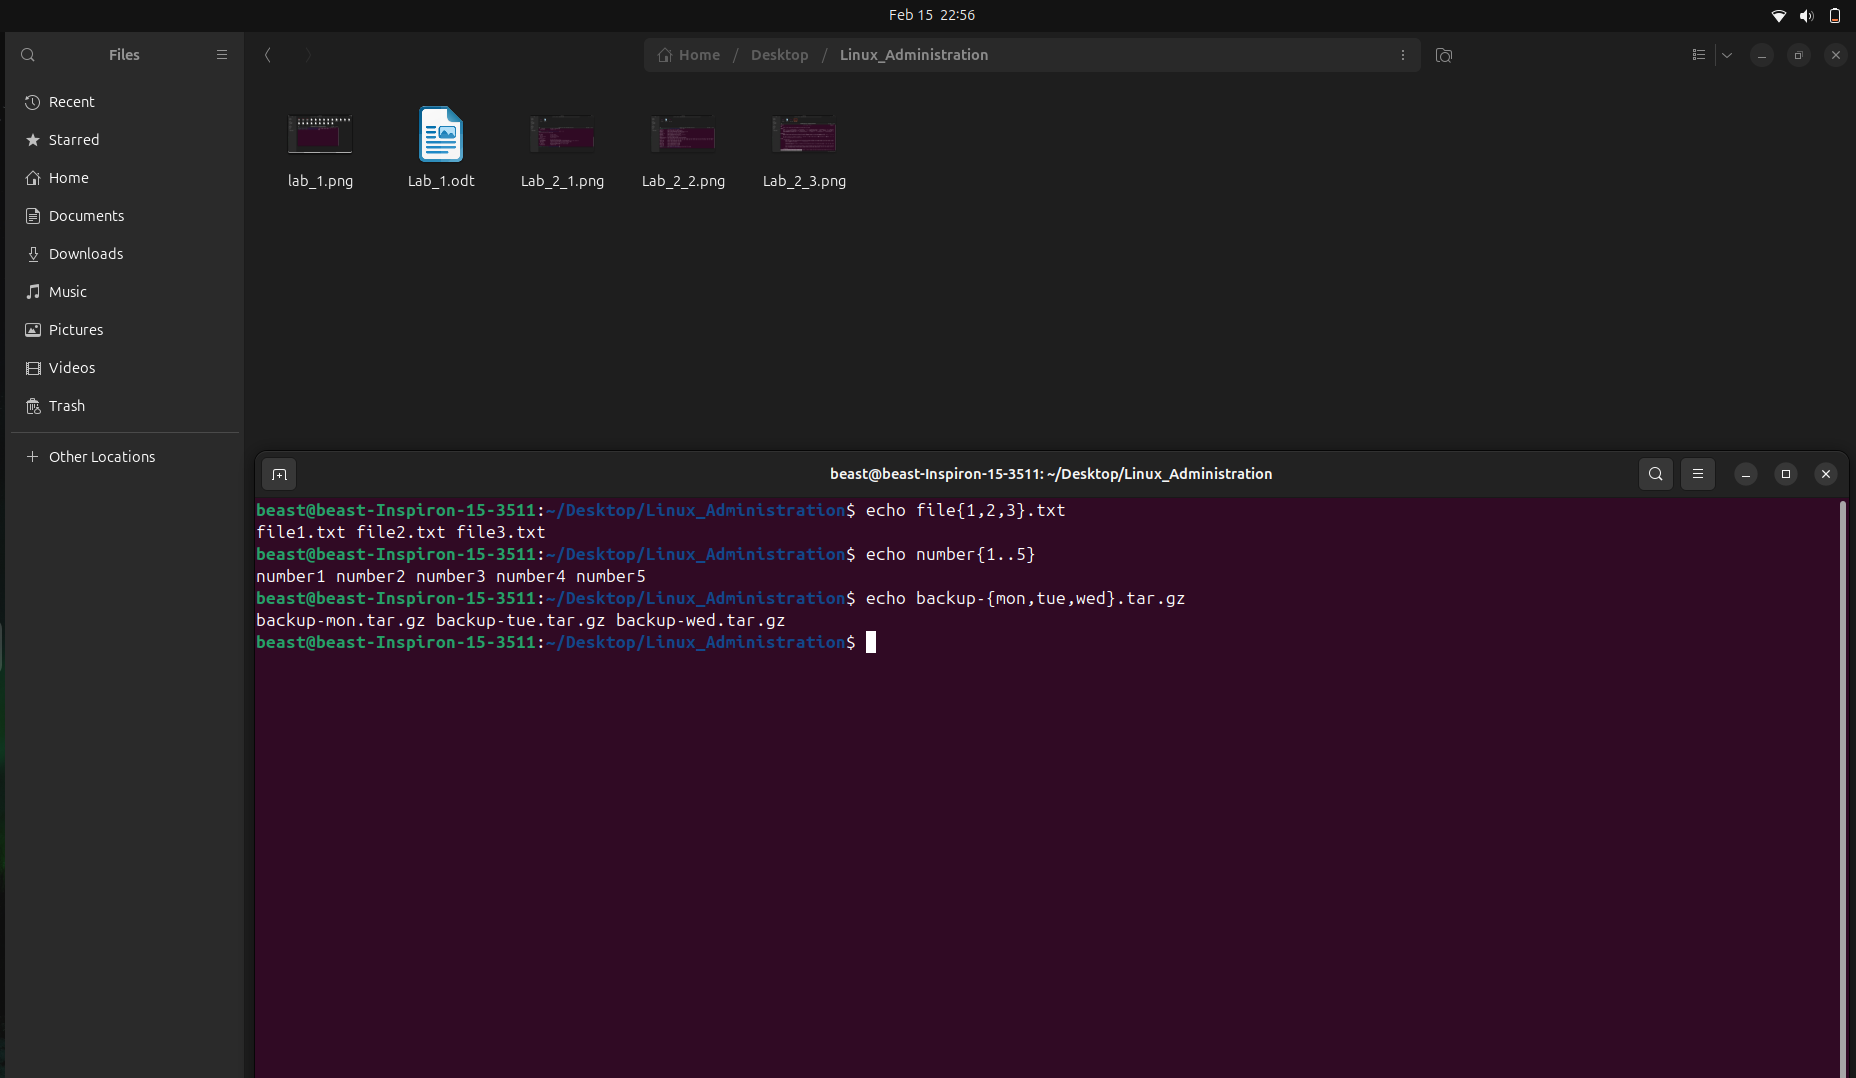 Feb 15 22:56
Files
Home / Desktop / Linux_Administration
Recent
Starred
Home
Documents
Downloads
Music
Pictures
Videos
Trash
Other Locations
lab_1.png
Lab_1.odt
Lab_2_1.png
Lab_2_2.png
Lab_2_3.png
beast@beast-Inspiron-15-3511: ~/Desktop/Linux_Administration
beast@beast-Inspiron-15-3511:~/Desktop/Linux_Administration$ echo file{1,2,3}.txt
file1.txt file2.txt file3.txt
beast@beast-Inspiron-15-3511:~/Desktop/Linux_Administration$ echo number{1..5}
number1 number2 number3 number4 number5
beast@beast-Inspiron-15-3511:~/Desktop/Linux_Administration$ echo backup-{mon,tue,wed}.tar.gz
backup-mon.tar.gz backup-tue.tar.gz backup-wed.tar.gz
beast@beast-Inspiron-15-3511:~/Desktop/Linux_Administration$